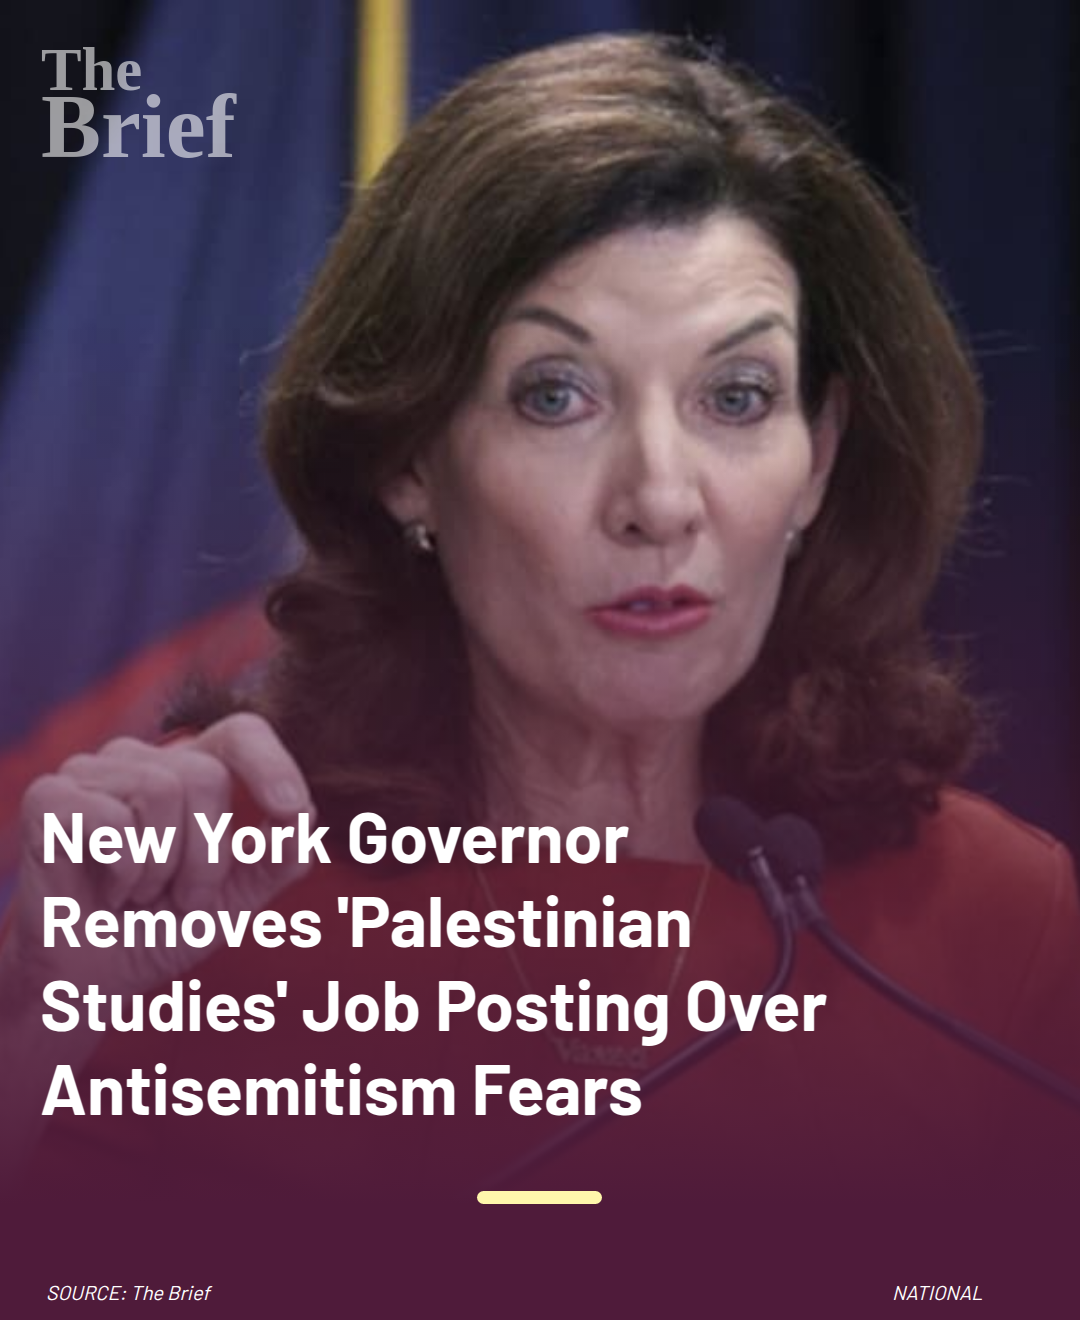 The
Brief
New York Governor
Removes 'Palestinian
Studies' Job Posting Over
Antisemitism Fears
SOURCE: The Brief
NATIONAL